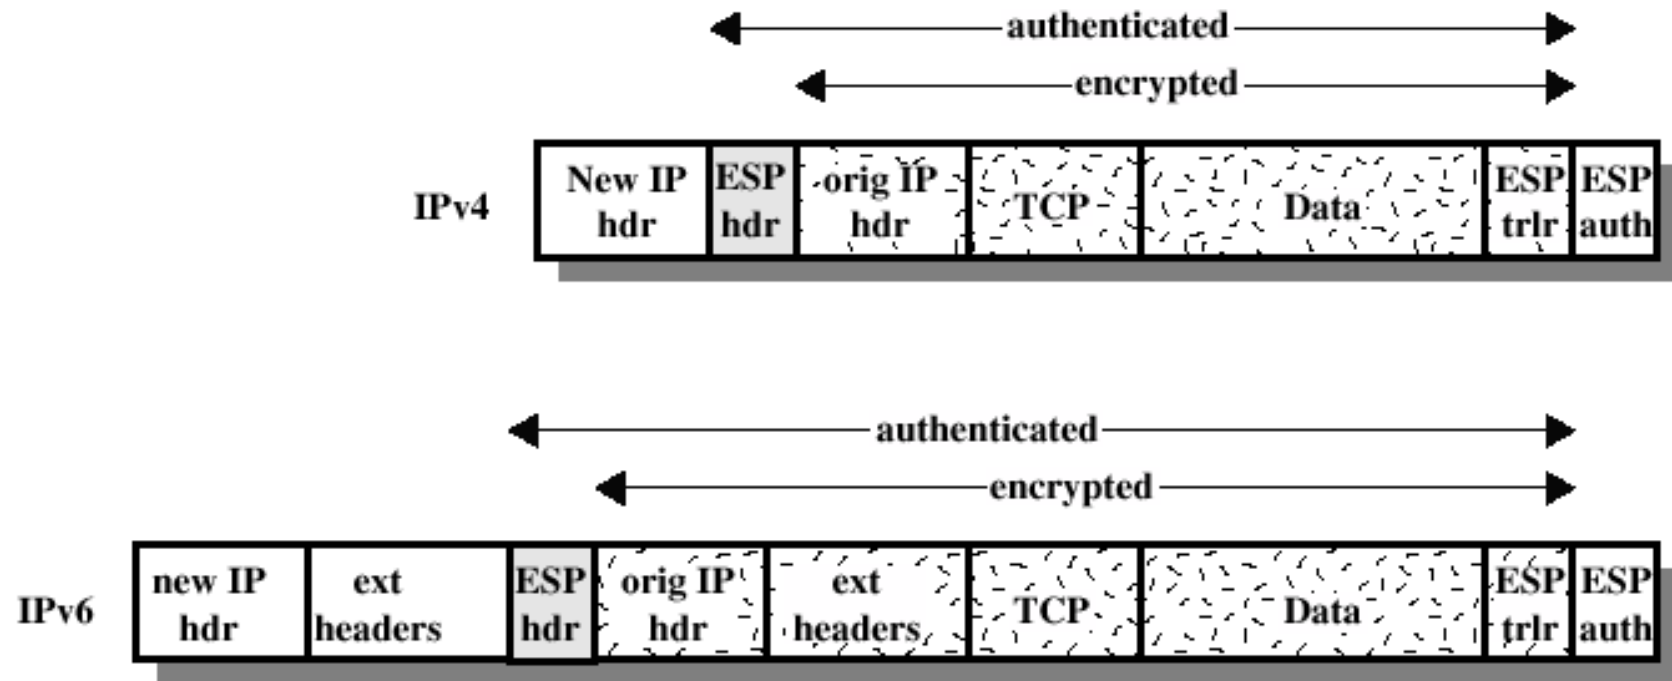 authenticated
encrypted
IPv4
New IP hdr
ESP hdr
orig IP hdr
TCP
Data
ESP trlr
ESP auth
authenticated
encrypted
IPv6
new IP hdr
ext headers
ESP hdr
orig IP hdr
ext headers
TCP
Data
ESP trlr
ESP auth